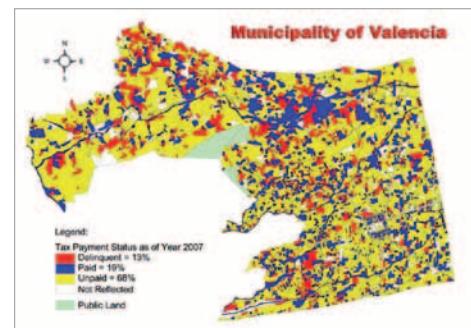 Municipality of Valencia
N
W E
S
Legend:
Tax Payment Status as of Year 2007
Delinquent = 13%
Paid = 19%
Unpaid = 68%
Not Reflected
Public Land